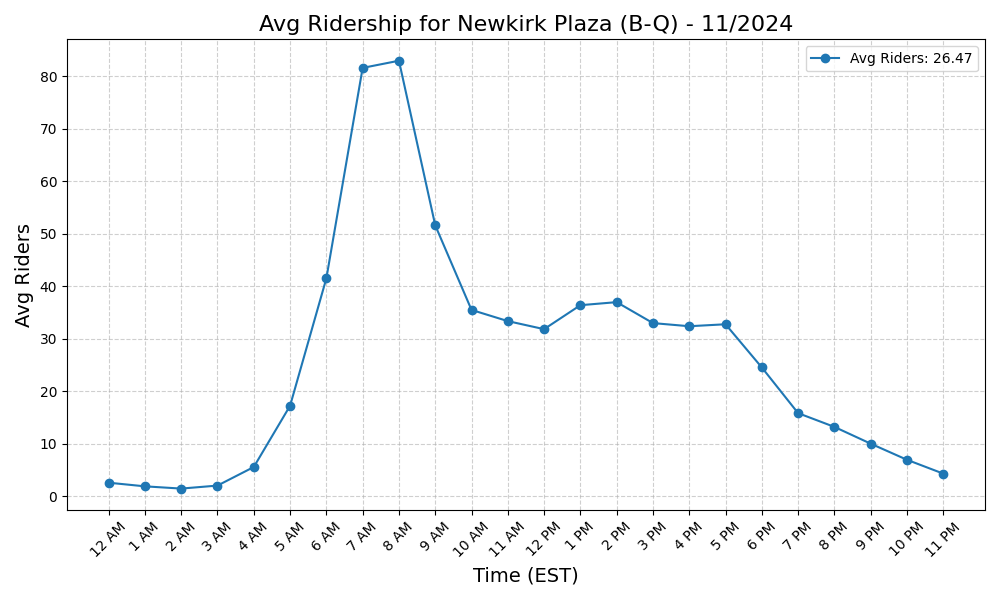 Avg Ridership for Newkirk Plaza (B-Q) - 11/2024
Avg Riders: 26.47
Avg Riders
80
70
60
50
40
30
20
10
0
12 AM
1 AM
2 AM
3 AM
4 AM
5 AM
6 AM
7 AM
8 AM
9 AM
10 AM
11 AM
12 PM
1 PM
2 PM
3 PM
4 PM
5 PM
6 PM
7 PM
8 PM
9 PM
10 PM
11 PM
Time (EST)